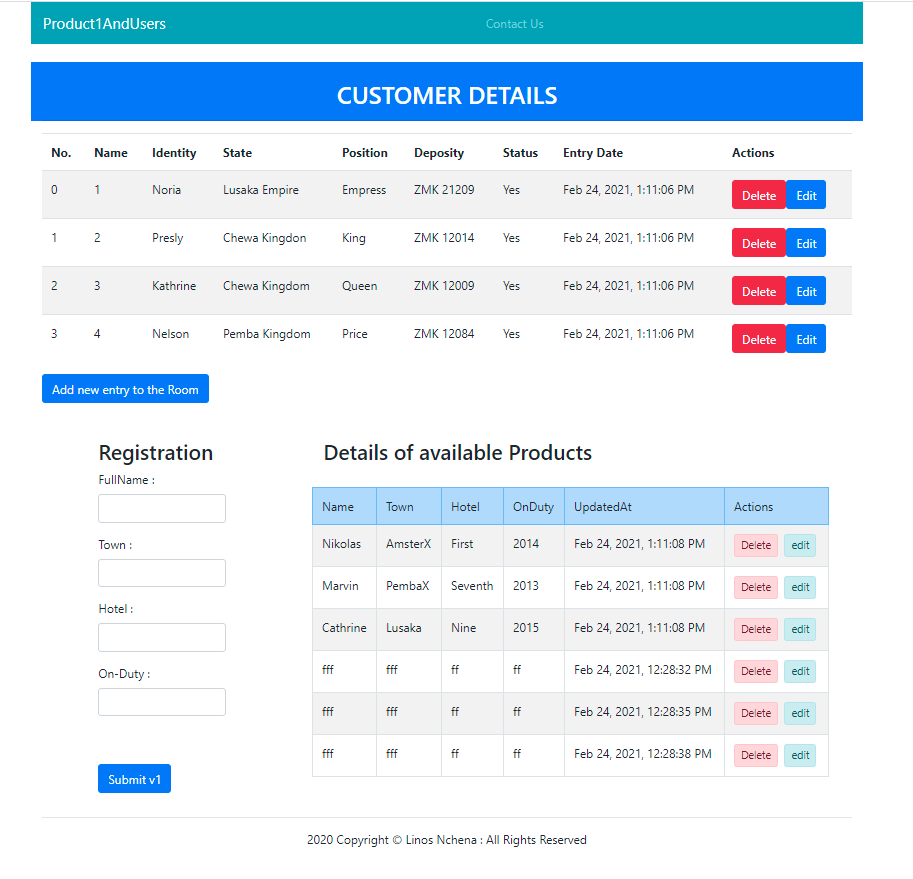 Product1AndUsers Contact Us
CUSTOMER DETAILS
No. Name Identity State Position Deposity Status Entry Date Actions
0 1 Noria Lusaka Empire Empress ZMK 21209 Yes Feb 24, 2021, 1:11:06 PM Delete Edit
1 2 Presly Chewa Kingdon King ZMK 12014 Yes Feb 24, 2021, 1:11:06 PM Delete Edit
2 3 Kathrine Chewa Kingdom Queen ZMK 12009 Yes Feb 24, 2021, 1:11:06 PM Delete Edit
3 4 Nelson Pemba Kingdom Price ZMK 12084 Yes Feb 24, 2021, 1:11:06 PM Delete Edit
Add new entry to the Room
Registration
FullName :
Town :
Hotel :
On-Duty :
Submit v1
Details of available Products
Name Town Hotel OnDuty UpdatedAt Actions
Nikolas AmsterX First 2014 Feb 24, 2021, 1:11:08 PM Delete edit
Marvin PembaX Seventh 2013 Feb 24, 2021, 1:11:08 PM Delete edit
Cathrine Lusaka Nine 2015 Feb 24, 2021, 1:11:08 PM Delete edit
fff fff ff ff Feb 24, 2021, 12:28:32 PM Delete edit
fff fff ff ff Feb 24, 2021, 12:28:35 PM Delete edit
fff fff ff ff Feb 24, 2021, 12:28:38 PM Delete edit
2020 Copyright © Linos Nchena : All Rights Reserved